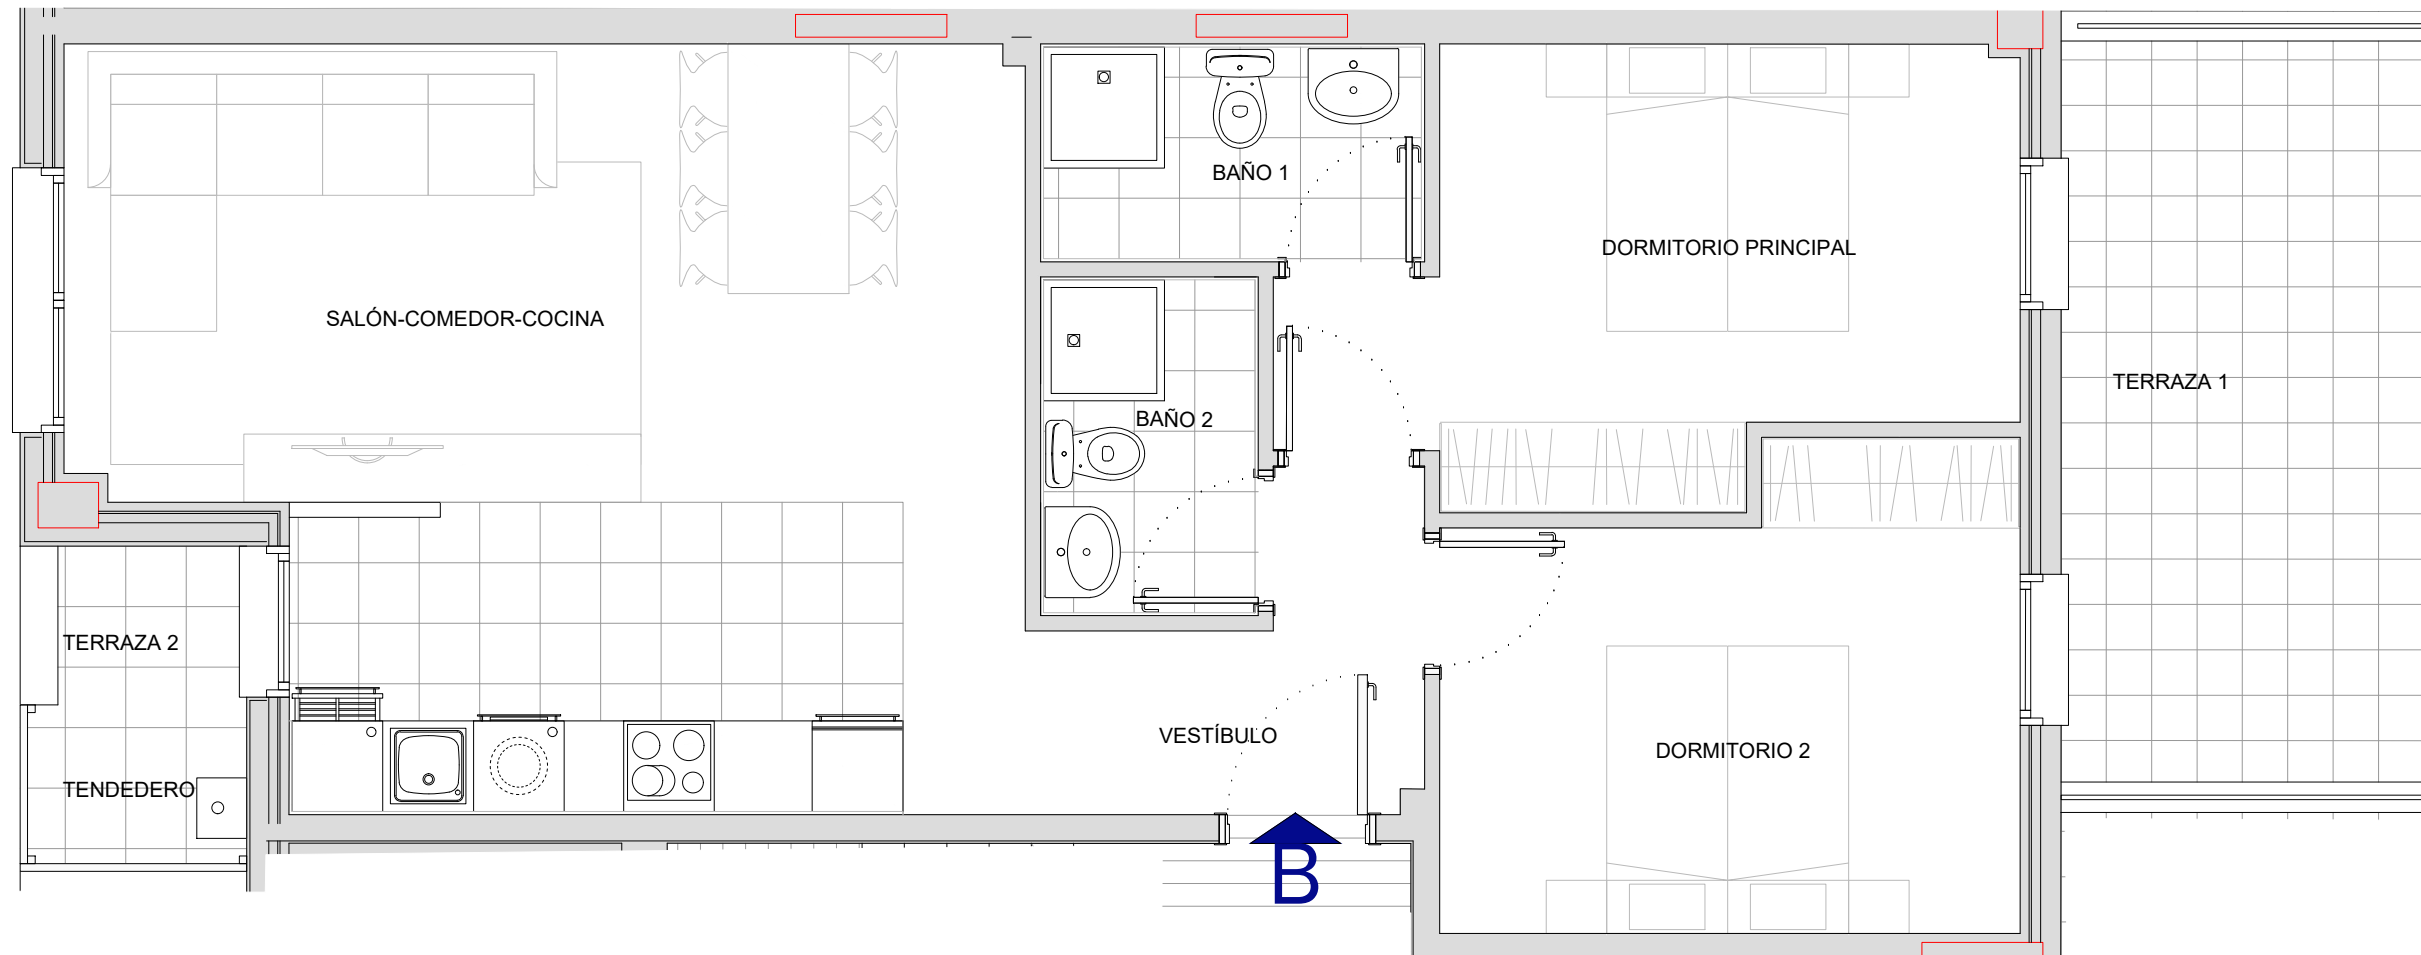 BAÑO 1
DORMITORIO PRINCIPAL
SALÓN-COMEDOR-COCINA
TERRAZA 1
BAÑO 2
TERRAZA 2
VESTÍBULO
DORMITORIO 2
TENDEDERO
B